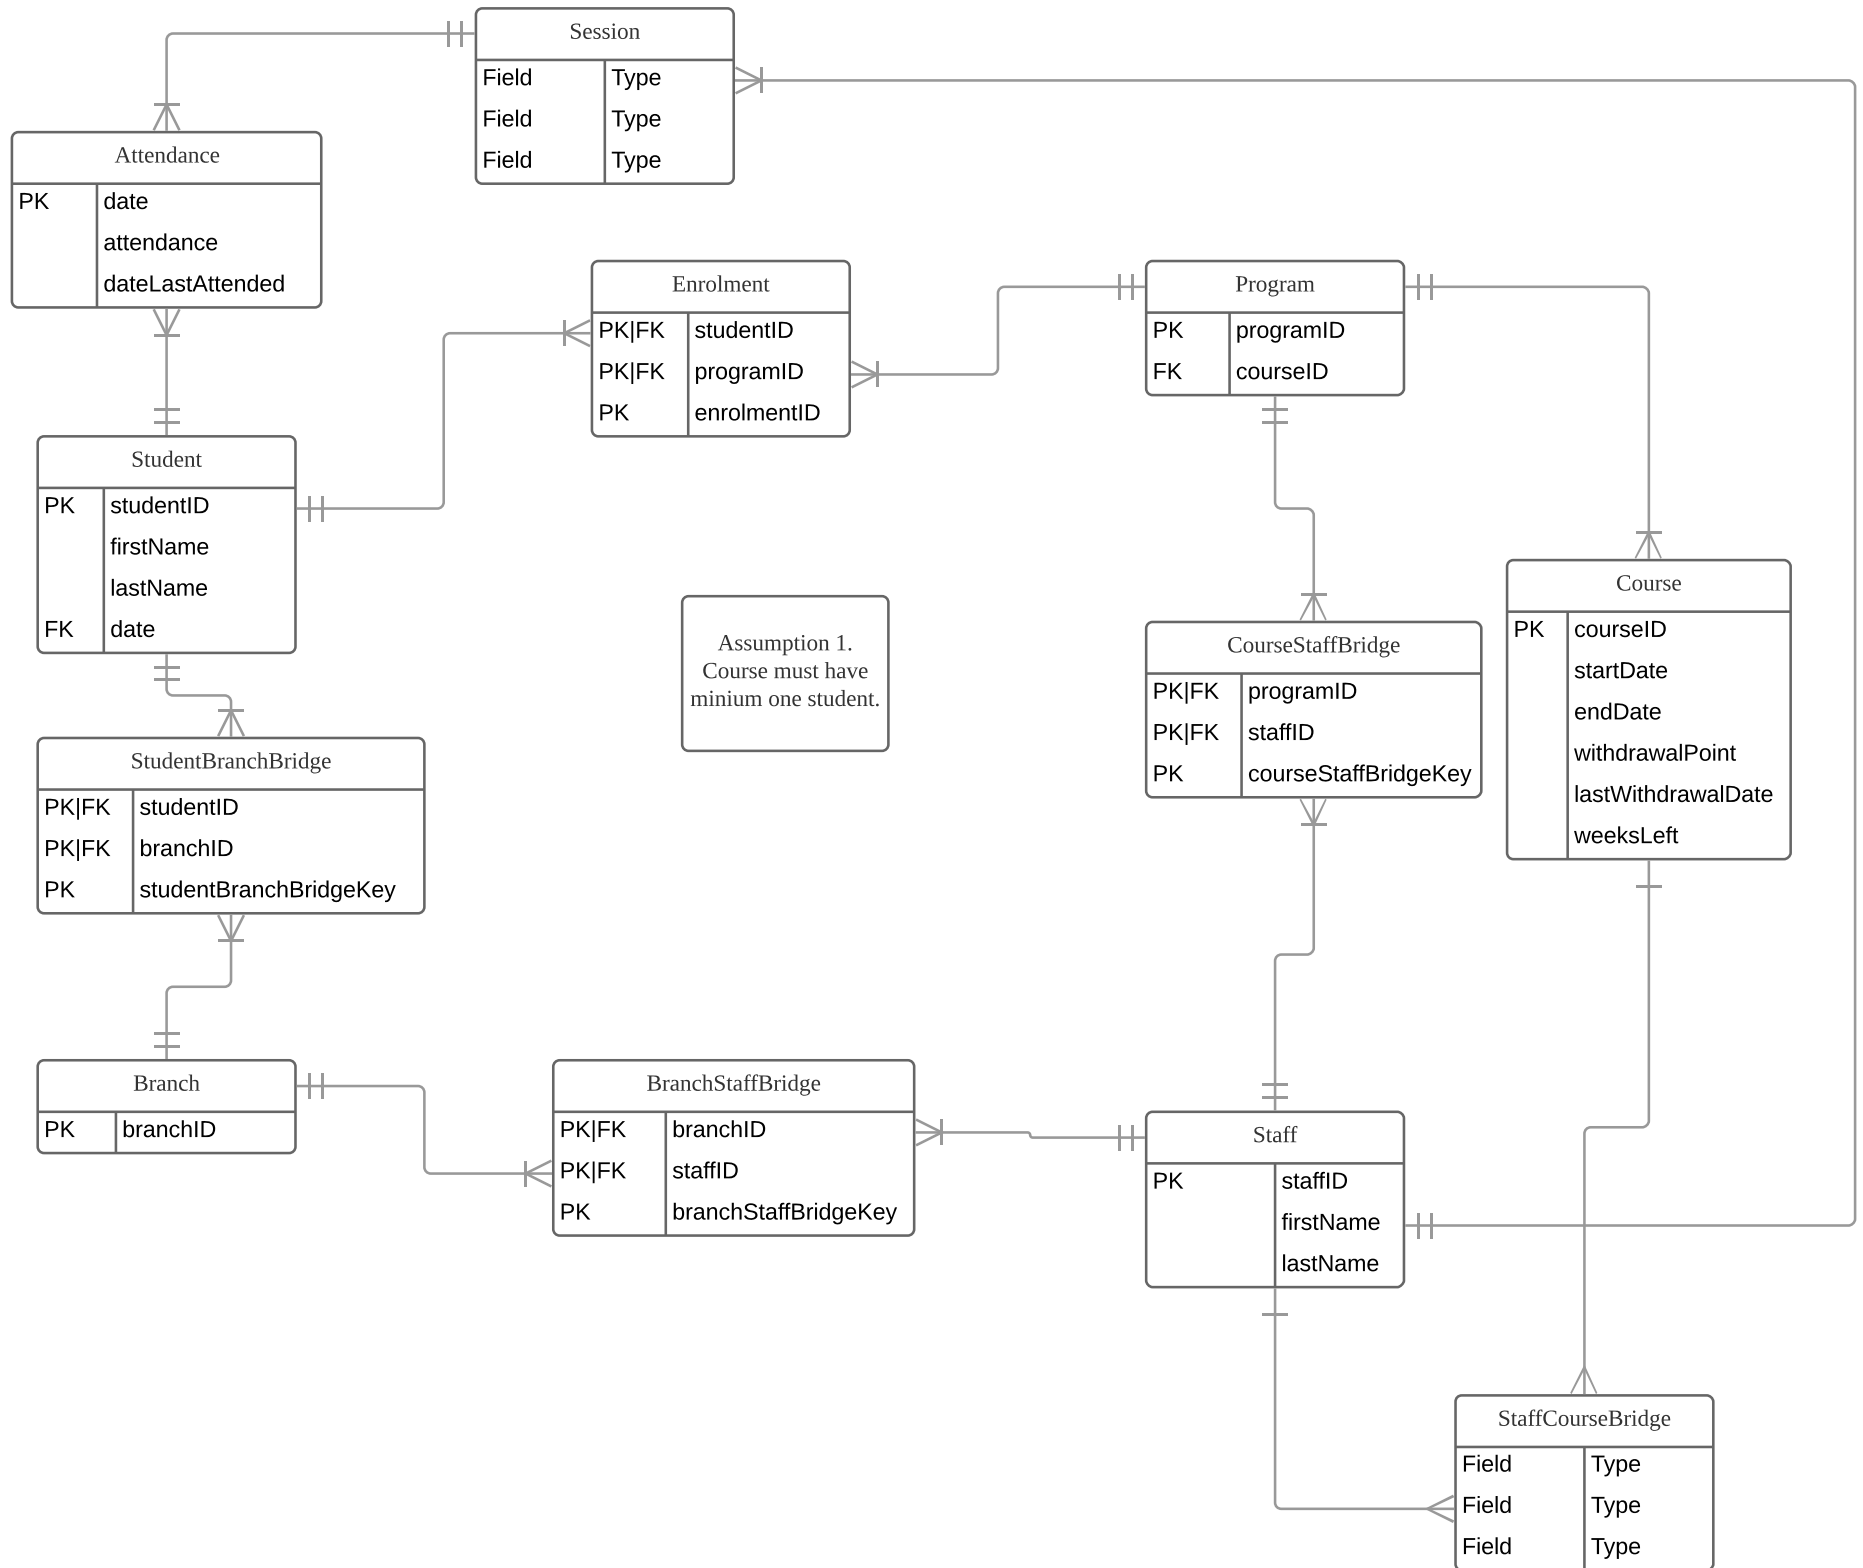 Session
Field Type
Field Type
Field Type
Attendance
PK date
attendance
dateLastAttended
Enrolment
PK|FK studentID
PK|FK programID
PK enrolmentID
Program
PK programID
FK courseID
Student
PK studentID
firstName
lastName
FK date
Assumption 1.
Course must have
minium one student.
CourseStaffBridge
PK|FK programID
PK|FK staffID
PK courseStaffBridgeKey
Course
PK courseID
startDate
endDate
withdrawalPoint
lastWithdrawalDate
weeksLeft
StudentBranchBridge
PK|FK studentID
PK|FK branchID
PK studentBranchBridgeKey
Branch
PK branchID
BranchStaffBridge
PK|FK branchID
PK|FK staffID
PK branchStaffBridgeKey
Staff
PK staffID
firstName
lastName
StaffCourseBridge
Field Type
Field Type
Field Type